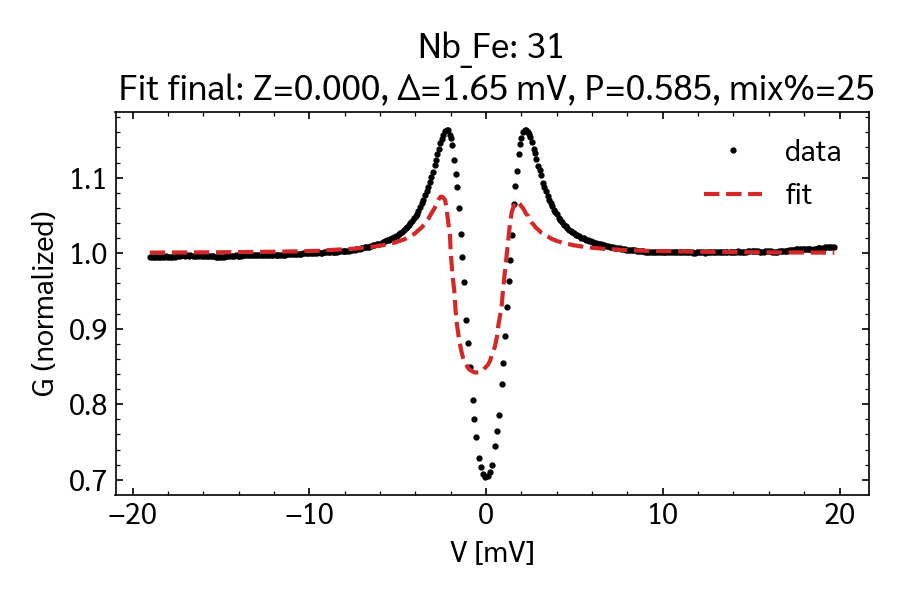 Nb_Fe: 31
Fit final: Z=0.000, Δ=1.65 mV, P=0.585, mix%=25
data
fit
1.1
1.0
0.9
0.8
0.7
G (normalized)
−20
−10
0
10
20
V [mV]